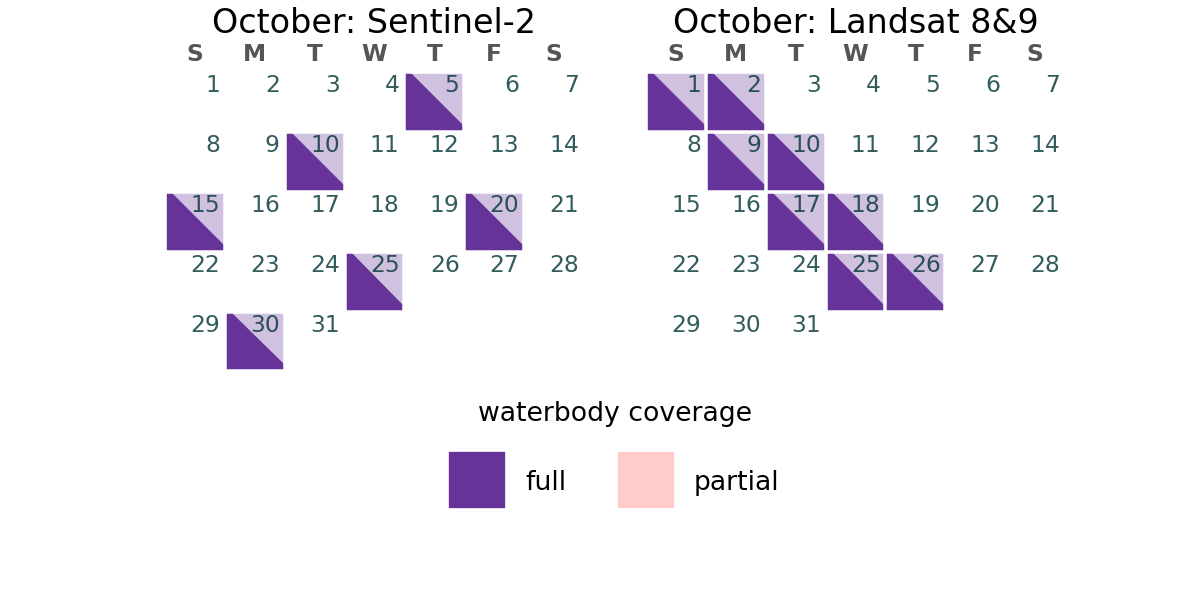 October: Sentinel-2
S M T W T F S
1 2 3 4 5 6 7
8 9 10 11 12 13 14
15 16 17 18 19 20 21
22 23 24 25 26 27 28
29 30 31
October: Landsat 8&9
S M T W T F S
1 2 3 4 5 6 7
8 9 10 11 12 13 14
15 16 17 18 19 20 21
22 23 24 25 26 27 28
29 30 31
waterbody coverage
full partial